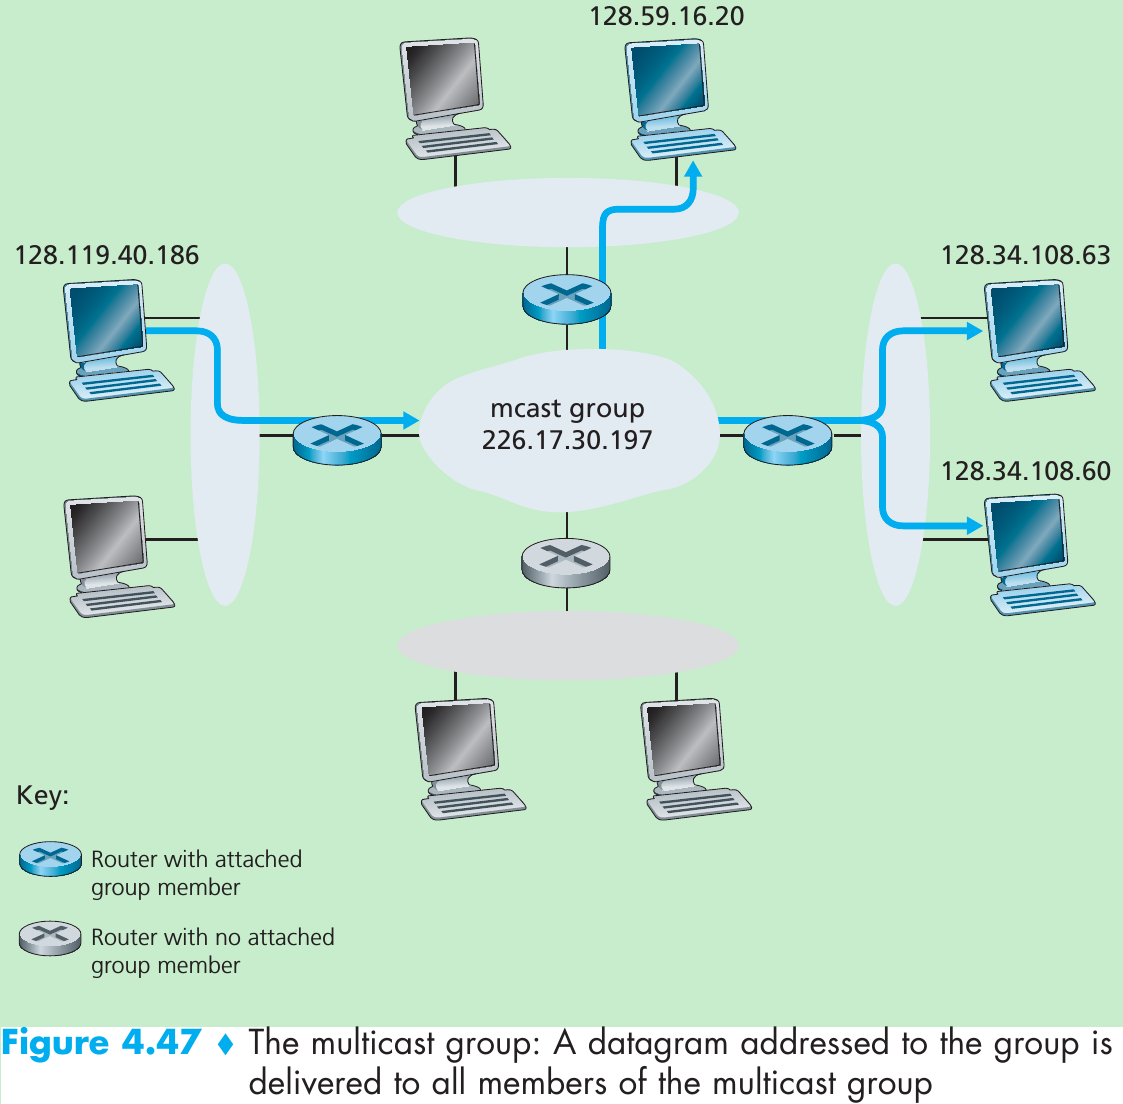 128.59.16.20
128.119.40.186
128.34.108.63
mcast group
226.17.30.197
128.34.108.60
Key:
Router with attached
group member
Router with no attached
group member
Figure 4.47 ♦ The multicast group: A datagram addressed to the group is
delivered to all members of the multicast group